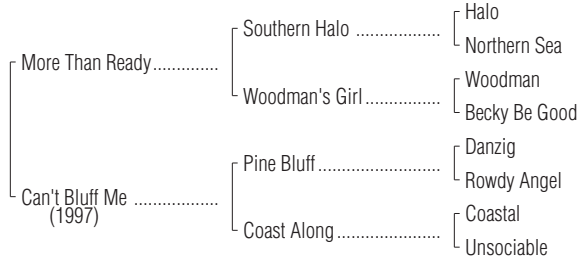 Halo
Southern Halo ..................
Northern Sea
More Than Ready..............
Woodman
Woodman's Girl................
Becky Be Good
Danzig
Pine Bluff..........................
Rowdy Angel
Can't Bluff Me ..................
(1997)
Coastal
Coast Along......................
Unsociable